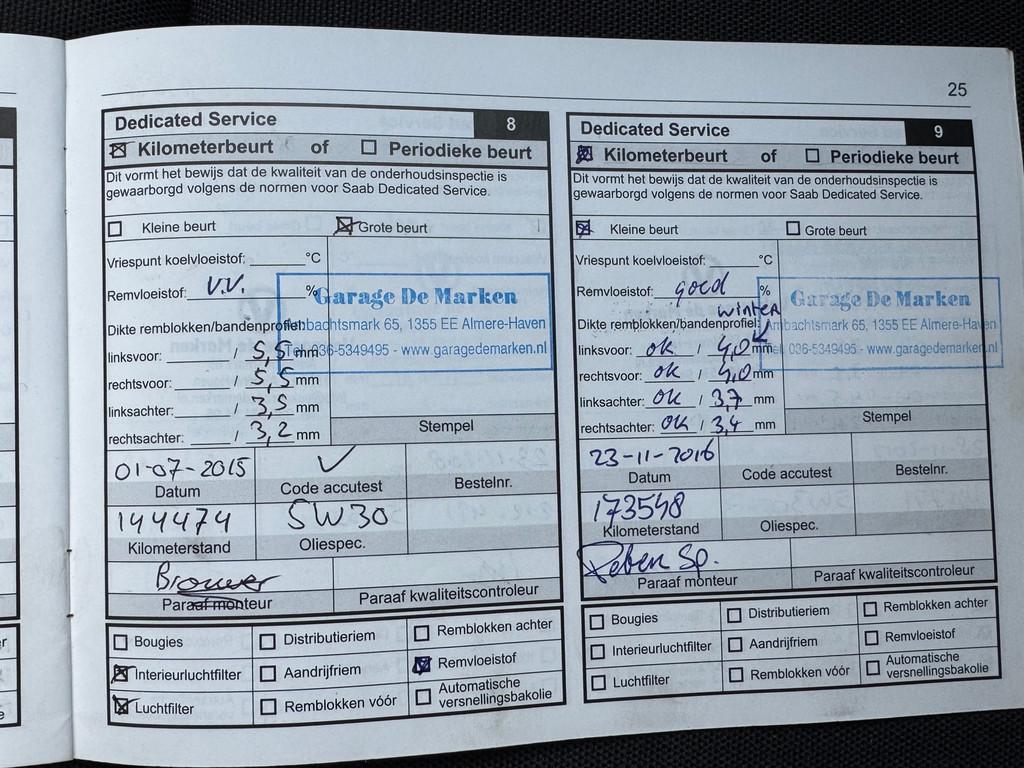 25
Dedicated Service 8
Kilometerbeurt of Periodieke beurt
Dit vormt het bewijs dat de kwaliteit van de onderhoudsinspectie is
gewaarborgd volgens de normen voor Saab Dedicated Service.
Kleine beurt Grote beurt
Vriespunt koelvloeistof: °C
Remvloeistof: V.V. %
Garage De Marken
Dikte remblokken/bandenprofiel:
Ambachtsmark 65, 1355 EE Almere-Haven
Tel. 036-5349495 - www.garagedemarken.nl
linksvoor: / 5,5 mm
rechtsvoor: / 5,5 mm
linksachter: / 3,5 mm
rechtsachter: / 3,2 mm
Stempel
01-07-2015
Datum Code accutest Bestelnr.
144474 5W30
Kilometerstand Oliespec.
Brouwer
Paraaf monteur Paraaf kwaliteitscontroleur
Bougies Distributieriem Remblokken achter
Interieurluchtfilter Aandrijfriem Remvloeistof
Luchtfilter Remblokken vóór Automatische
versnellingsbakolie
Dedicated Service 9
Kilometerbeurt of Periodieke beurt
Dit vormt het bewijs dat de kwaliteit van de onderhoudsinspectie is
gewaarborgd volgens de normen voor Saab Dedicated Service.
Kleine beurt Grote beurt
Vriespunt koelvloeistof: °C
Remvloeistof: goed %
Garage De Marken
winter
Dikte remblokken/bandenprofiel:
Ambachtsmark 65, 1355 EE Almere-Haven
Tel. 036-5349495 - www.garagedemarken.nl
linksvoor: ok / 4,0 mm
rechtsvoor: ok / 4,0 mm
linksachter: ok / 3,7 mm
rechtsachter: ok / 3,4 mm
Stempel
23-11-2016
Datum Code accutest Bestelnr.
173548
Kilometerstand Oliespec.
Sp.
Paraaf monteur Paraaf kwaliteitscontroleur
Bougies Distributieriem Remblokken achter
Interieurluchtfilter Aandrijfriem Remvloeistof
Luchtfilter Remblokken vóór Automatische
versnellingsbakolie